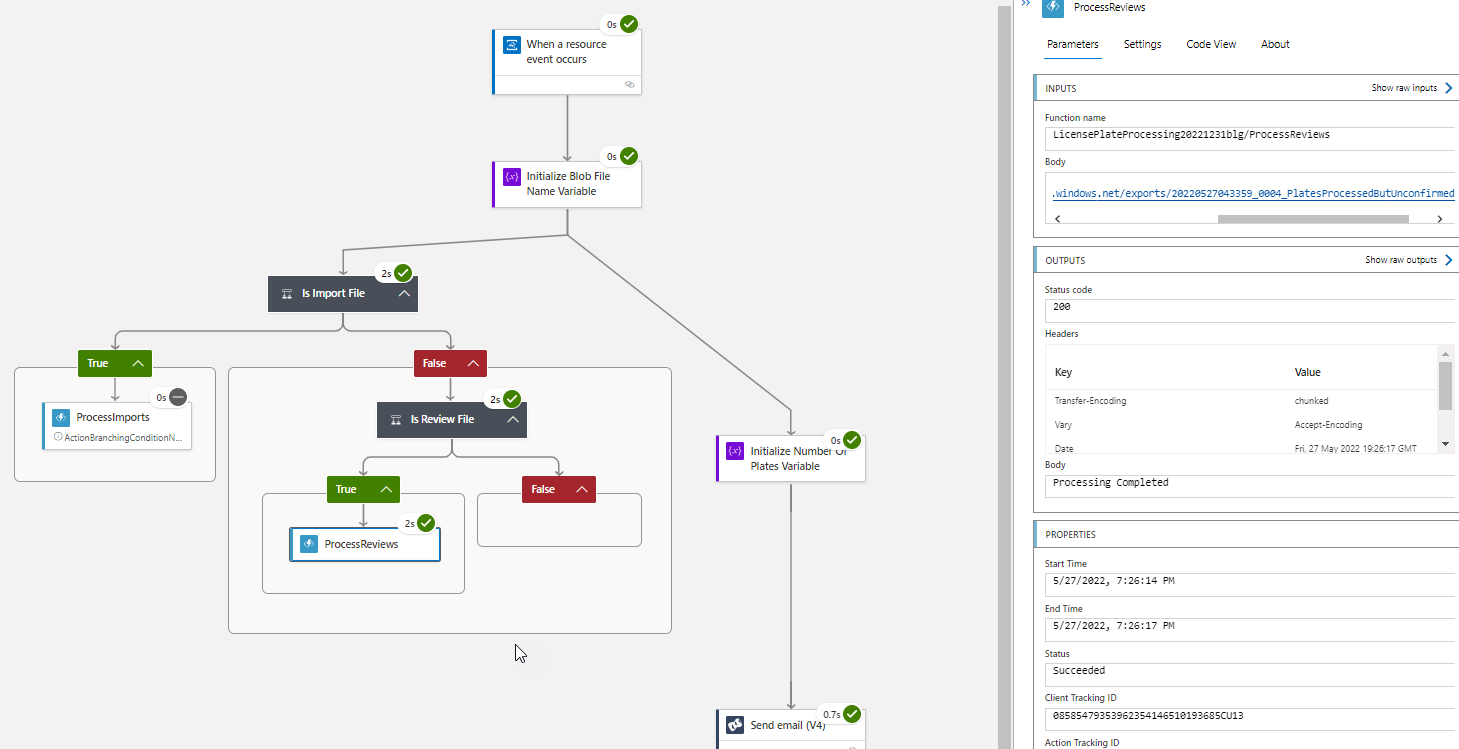 0s
When a resource
event occurs
0s
Initialize Blob File
Name Variable
2s
Is Import File
True
False
0s
ProcessImports
ActionBranchingConditionN...
2s
Is Review File
True
False
2s
ProcessReviews
0s
Initialize Number Of
Plates Variable
0.7s
Send email (V4)
ProcessReviews
Parameters Settings Code View About
INPUTS Show raw inputs
Function name
LicensePlateProcessing20221231blg/ProcessReviews
Body
.windows.net/exports/20220527043359_0004_PlatesProcessedButUnconfirmed
OUTPUTS Show raw outputs
Status code
200
Headers
Key Value
Transfer-Encoding chunked
Vary Accept-Encoding
Date Fri, 27 May 2022 19:26:17 GMT
Body
Processing Completed
PROPERTIES
Start Time
5/27/2022, 7:26:14 PM
End Time
5/27/2022, 7:26:17 PM
Status
Succeeded
Client Tracking ID
08585479353962354146510193685CU13
Action Tracking ID